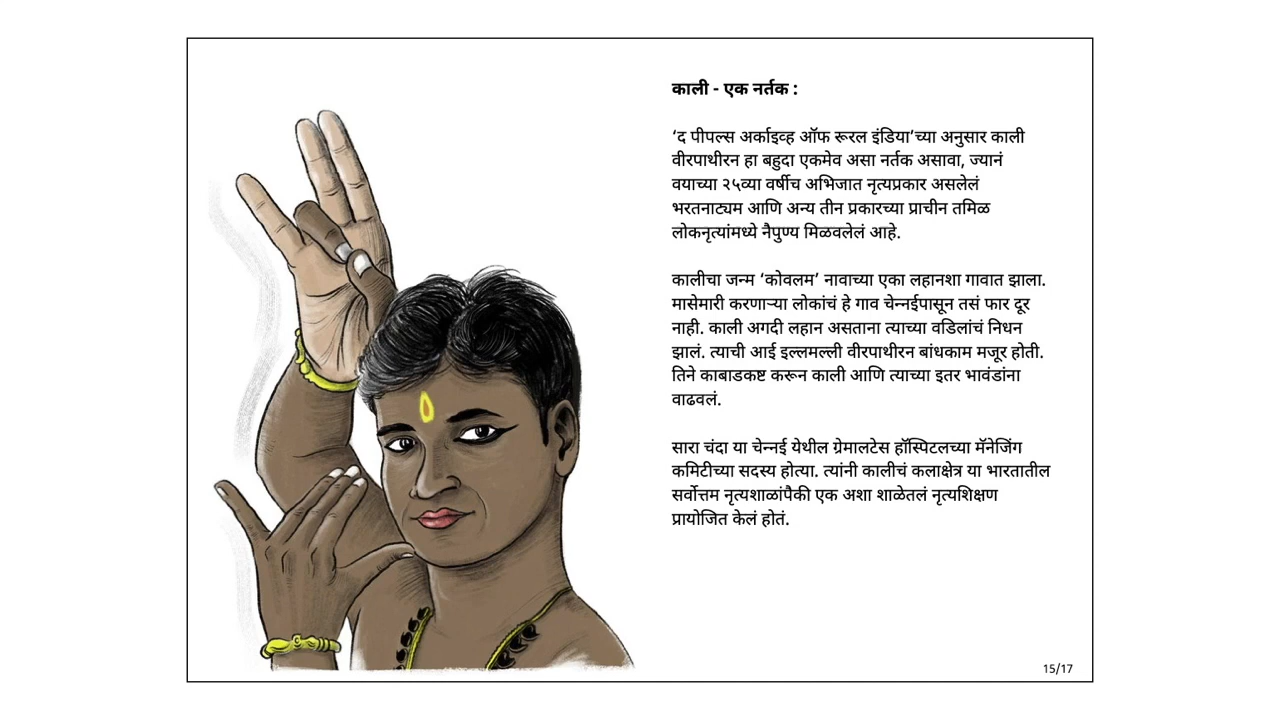 काली - एक नर्तक :
‘द पीपल्स अर्काइव्ह ऑफ रूरल इंडिया’च्या अनुसार काली
वीरपाथीरन हा बहुदा एकमेव असा नर्तक असावा, ज्यानं
वयाच्या २५व्या वर्षीच अभिजात नृत्यप्रकार असलेलं
भरतनाट्यम आणि अन्य तीन प्रकारच्या प्राचीन तमिळ
लोकनृत्यांमध्ये नैपुण्य मिळवलेलं आहे.
कालीचा जन्म ‘कोवलम’ नावाच्या एका लहानशा गावात झाला.
मासेमारी करणाऱ्या लोकांचं हे गाव चेन्नईपासून तसं फार दूर
नाही. काली अगदी लहान असताना त्याच्या वडिलांचं निधन
झालं. त्याची आई इल्लमल्ली वीरपाथीरन बांधकाम मजूर होती.
तिने काबाडकष्ट करून काली आणि त्याच्या इतर भावंडांना
वाढवलं.
सारा चंदा या चेन्नई येथील ग्रेमालटेस हॉस्पिटलच्या मॅनेजिंग
कमिटीच्या सदस्य होत्या. त्यांनी कालीचं कलाक्षेत्र या भारतातील
सर्वोत्तम नृत्यशाळांपैकी एक अशा शाळेतलं नृत्यशिक्षण
प्रायोजित केलं होतं.
15/17